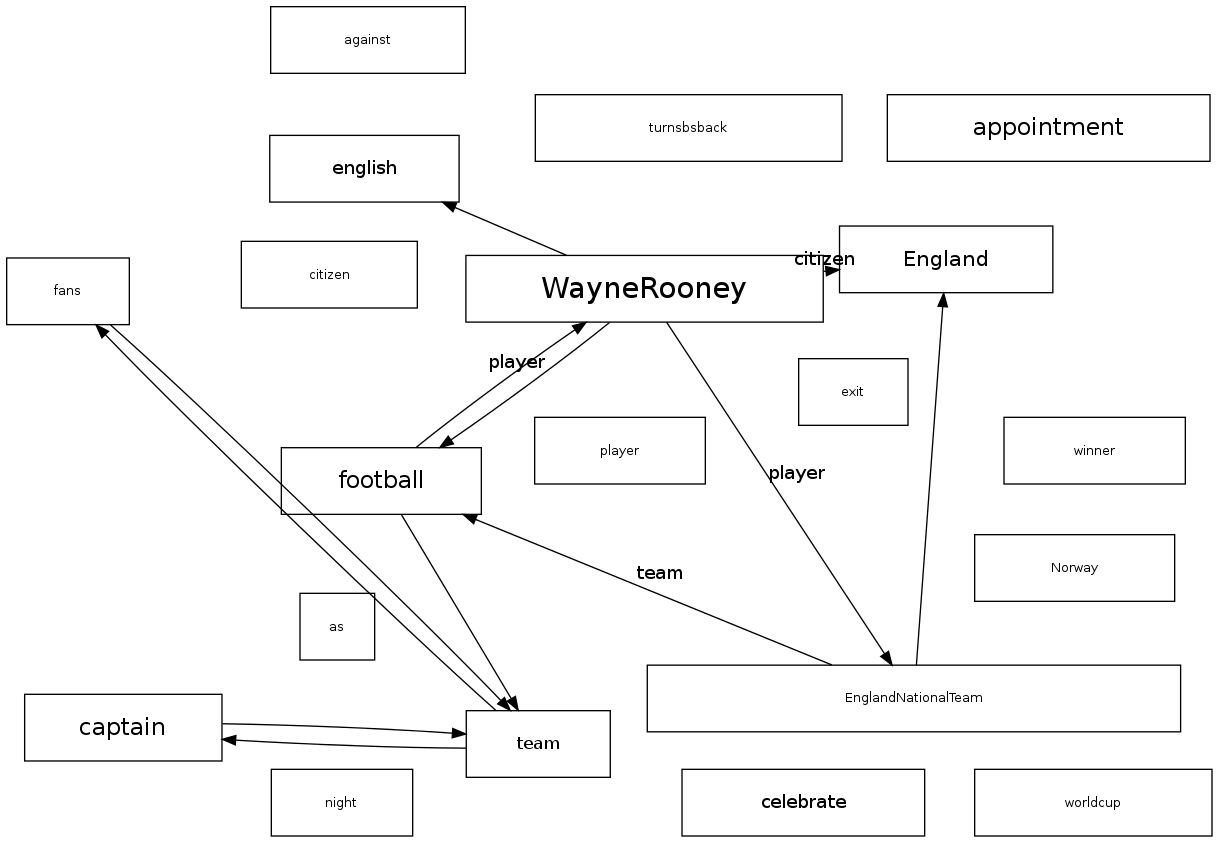 against
turnsbsback
appointment
english
citizen
England
citizen
WayneRooney
fans
player
exit
player
winner
football
player
team
Norway
as
EnglandNationalTeam
captain
team
night
celebrate
worldcup